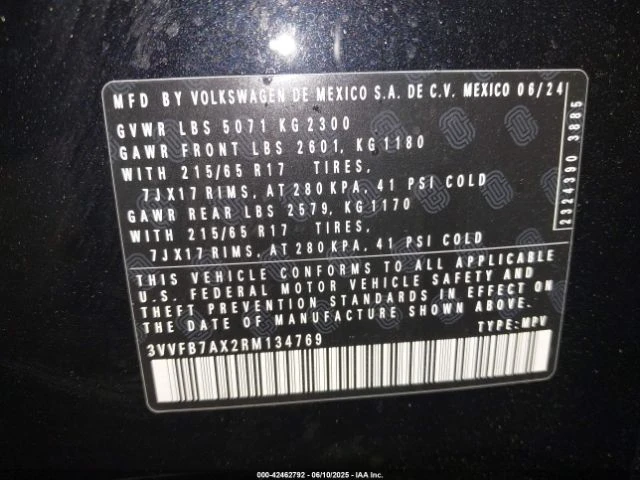 MFD BY VOLKSWAGEN DE MEXICO S.A. DE C.V. MEXICO 06/24
GVWR LBS 5071 KG 2300
GAWR FRONT LBS 2601, KG 1180
WITH 215/65 R17 TIRES,
7JX17 RIMS, AT 280 KPA, 41 PSI COLD
GAWR REAR LBS 2579, KG 1170
WITH 215/65 R17 TIRES,
7JX17 RIMS, AT 280 KPA, 41 PSI COLD
THIS VEHICLE CONFORMS TO ALL APPLICABLE
U.S. FEDERAL MOTOR VEHICLE SAFETY AND
THEFT PREVENTION STANDARDS IN EFFECT ON
THE DATE OF MANUFACTURE SHOWN ABOVE.
3VVFB7AX2RM134769 TYPE: MPV
2324390 3885
000-42462792 - 06/10/2025 - IAAI Inc.